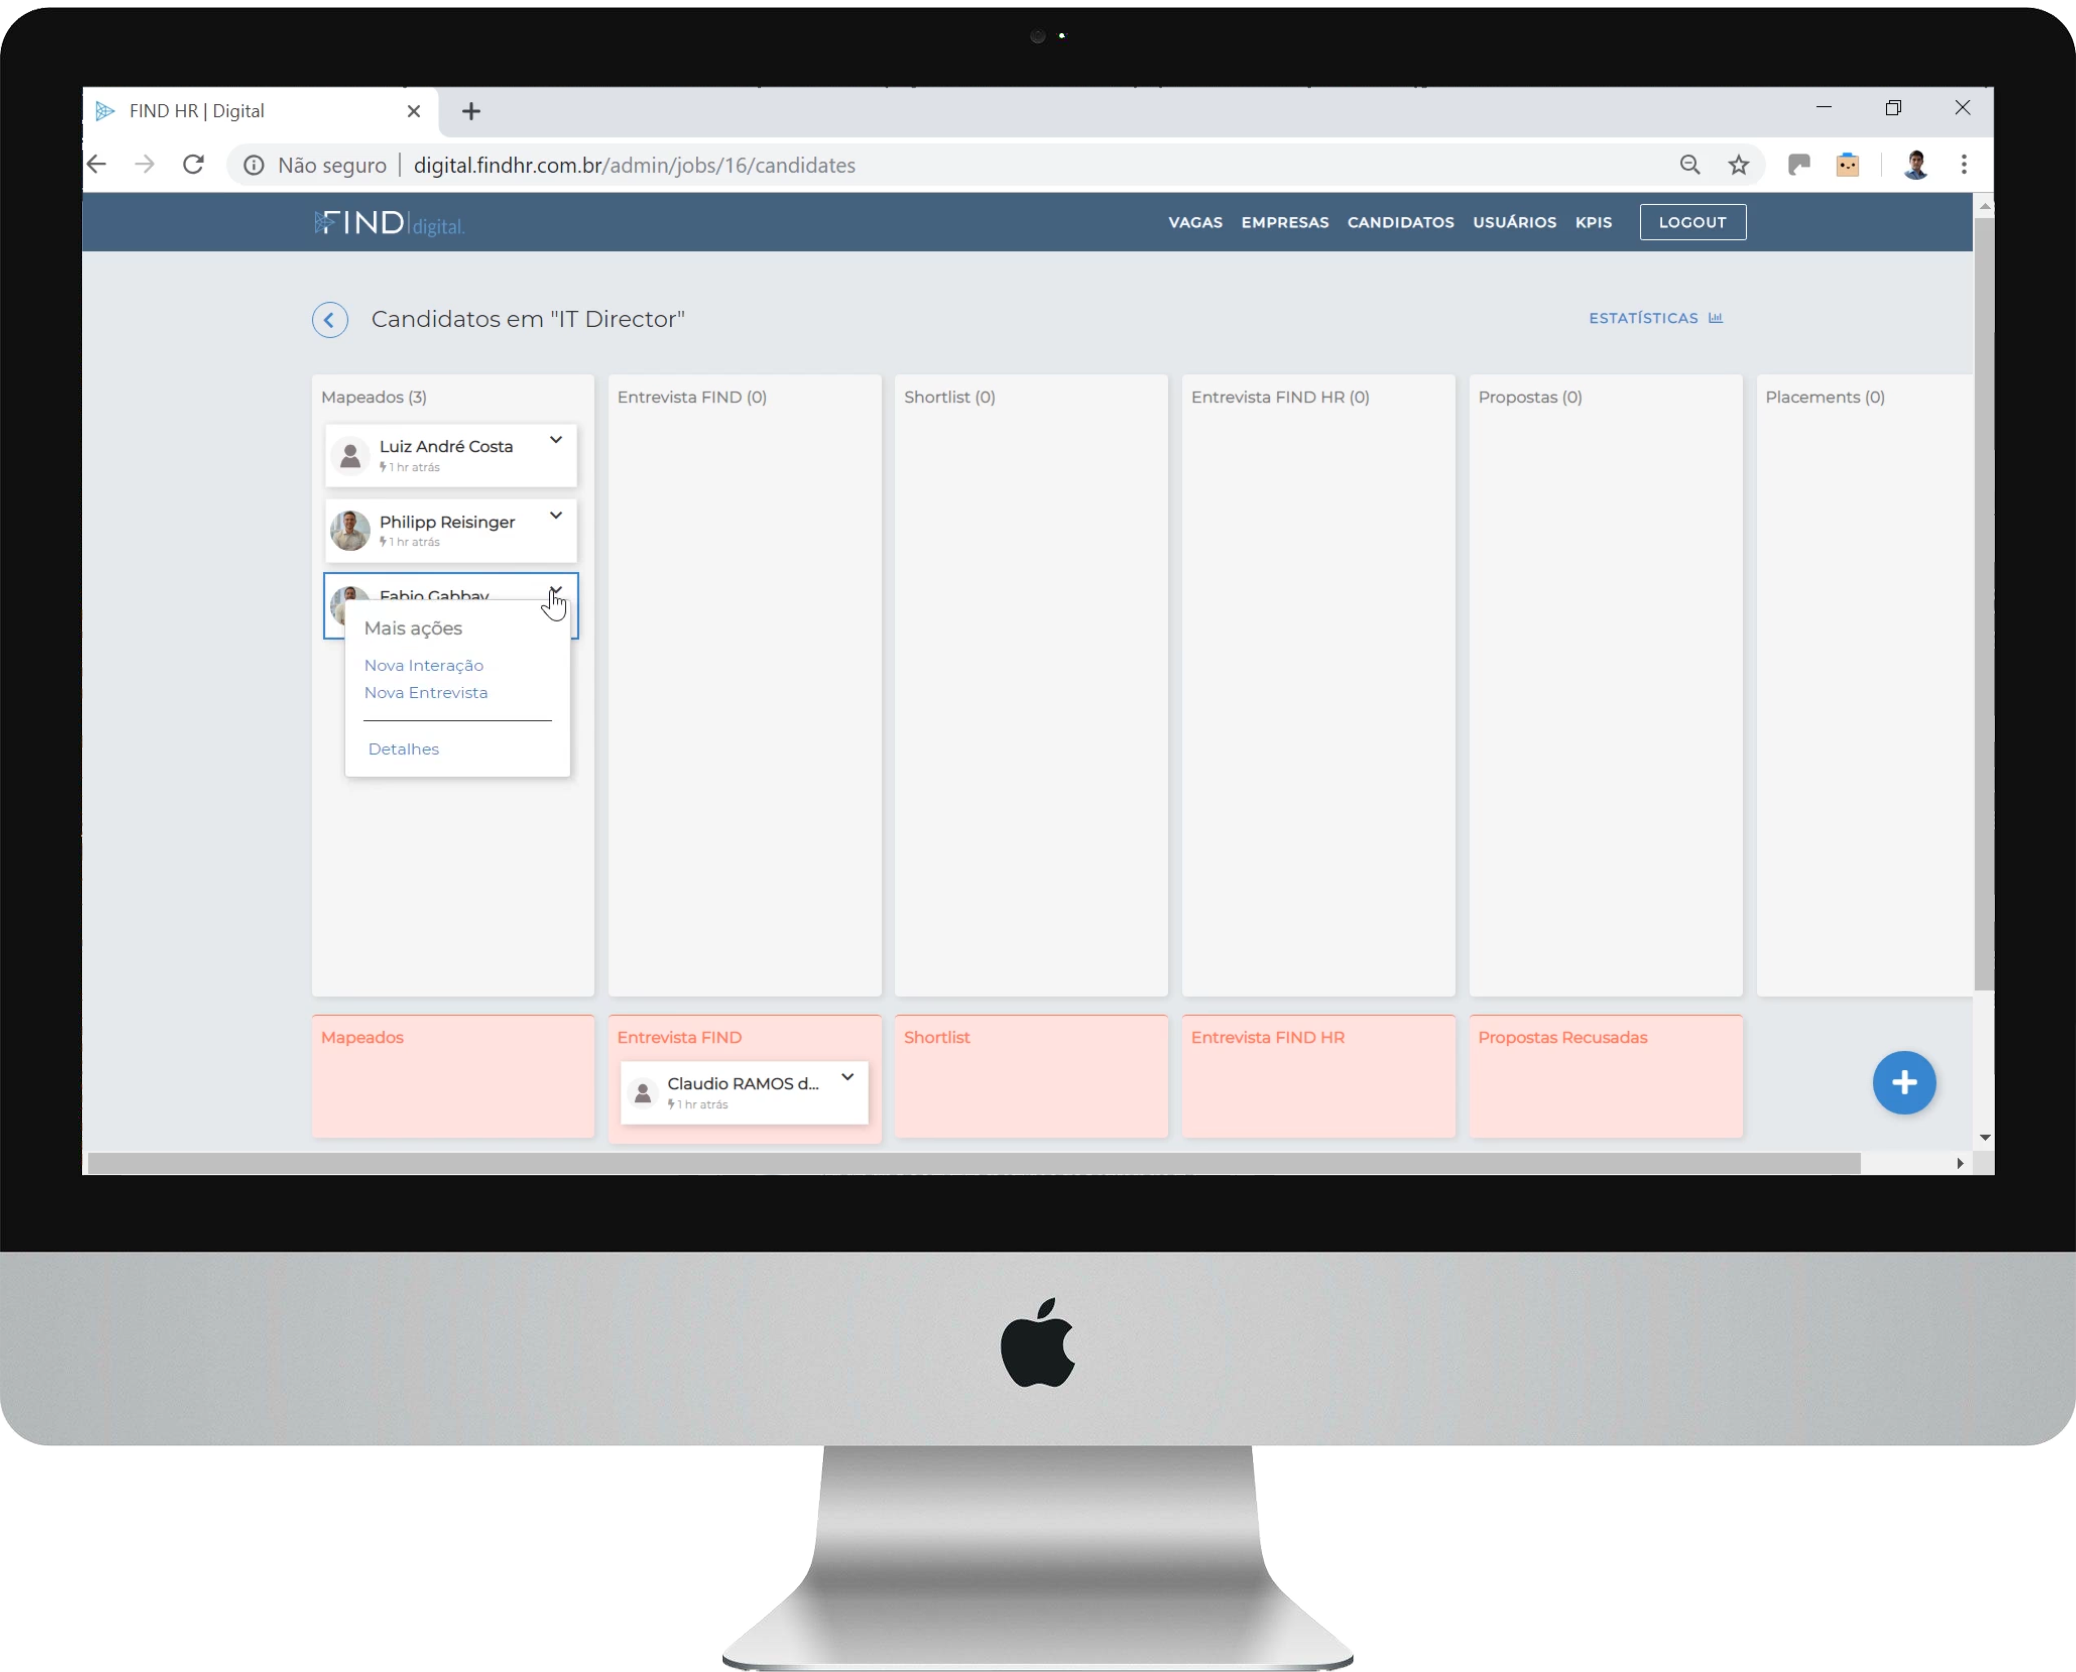 FIND HR | Digital
Não seguro | digital.findhr.com.br/admin/jobs/16/candidates
FIND|digital.
VAGAS EMPRESAS CANDIDATOS USUÁRIOS KPIS LOGOUT
Candidatos em "IT Director"
ESTATÍSTICAS
Mapeados (3)
Entrevista FIND (0)
Shortlist (0)
Entrevista FIND HR (0)
Propostas (0)
Placements (0)
Luiz André Costa
1 hr atrás
Philipp Reisinger
1 hr atrás
Fabio Gabbay
Mais ações
Nova Interação
Nova Entrevista
Detalhes
Mapeados
Entrevista FIND
Shortlist
Entrevista FIND HR
Propostas Recusadas
Claudio RAMOS d...
1 hr atrás